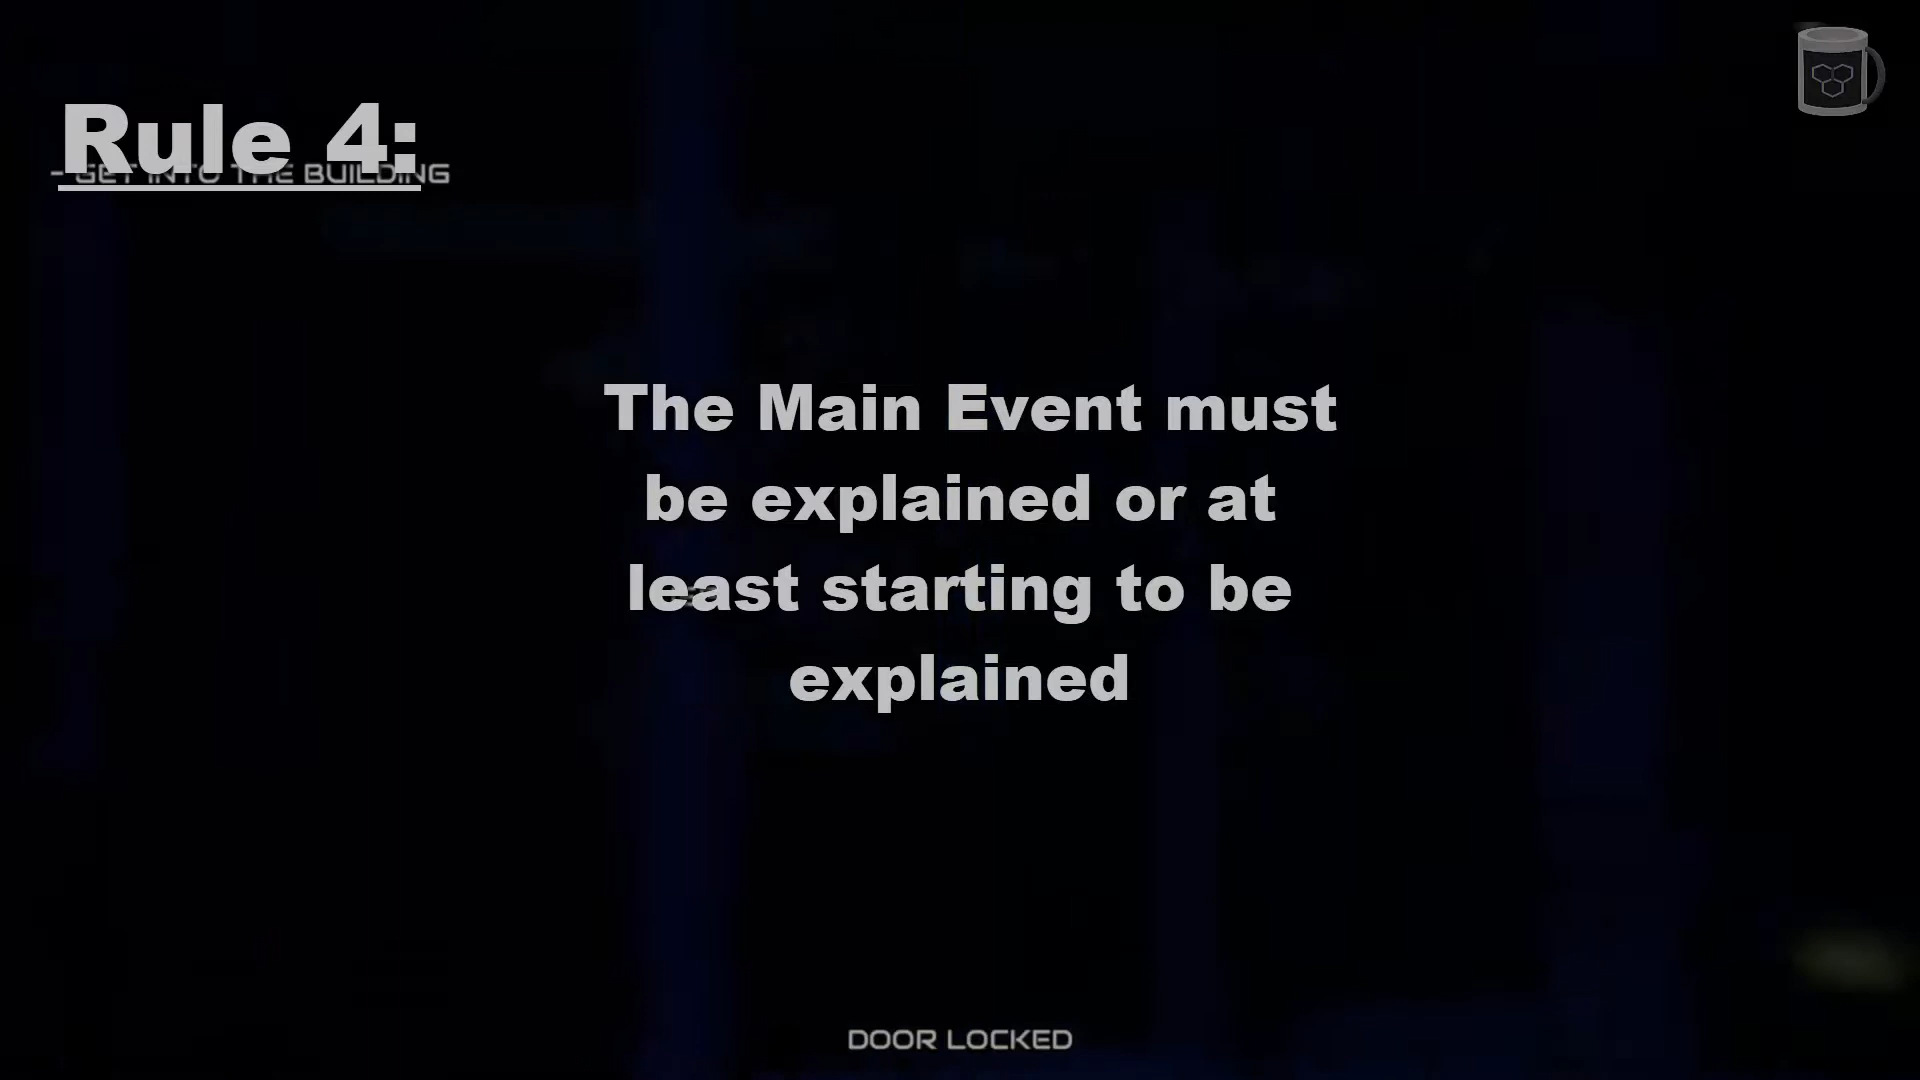 Rule 4:
- GET INTO THE BUILDING
The Main Event must
be explained or at
least starting to be
explained
DOOR LOCKED